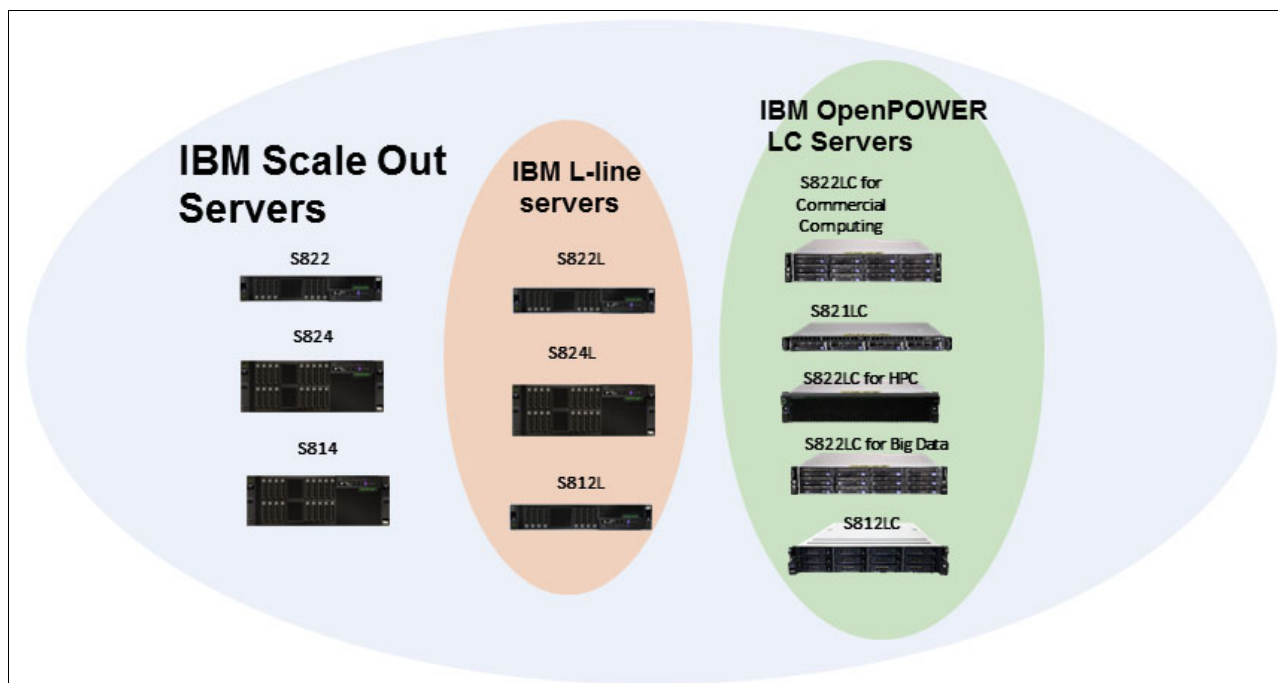 IBM Scale Out
Servers
S822
S824
S814
IBM L-line
servers
S822L
S824L
S812L
IBM OpenPOWER
LC Servers
S822LC for
Commercial
Computing
S821LC
S822LC for HPC
S822LC for Big Data
S812LC